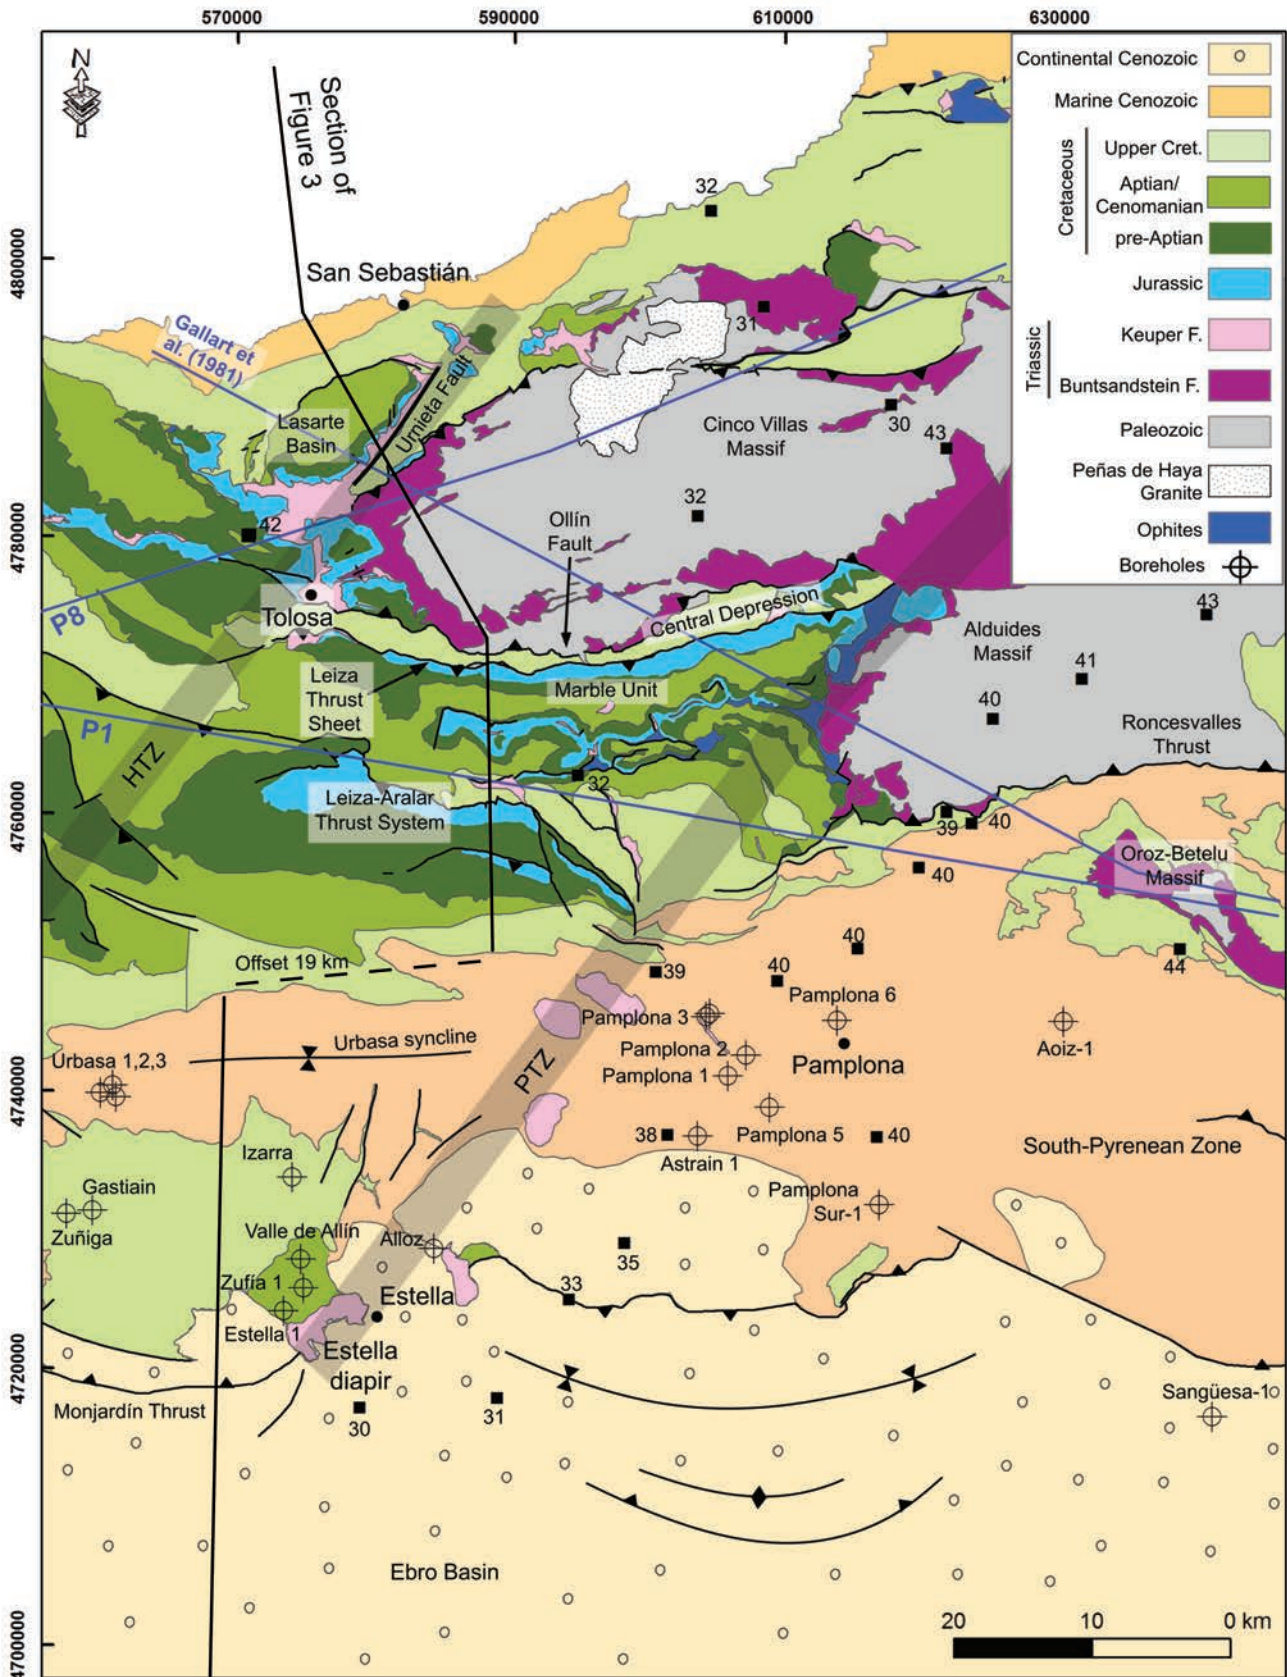 570000
590000
610000
630000
N
Section of
Figure 3
Continental Cenozoic
Marine Cenozoic
Cretaceous
Upper Cret.
Aptian/
Cenomanian
pre-Aptian
Jurassic
Triassic
Keuper F.
Buntsandstein F.
Paleozoic
Peñas de Haya
Granite
Ophites
Boreholes
4800000
4780000
4760000
4740000
4720000
4700000
32
San Sebastián
31
Gallart et
al. (1981)
Urnieta Fault
Lasarte
Basin
Cinco Villas
Massif
30
43
42
32
Ollín
Fault
P8
Tolosa
Central Depression
43
Alduides
Massif
41
40
Leiza
Thrust
Sheet
Marble Unit
Roncesvalles
Thrust
P1
HTZ
32
Leiza-Aralar
Thrust System
39
40
40
Oroz-Betelu
Massif
Offset 19 km
39
40
40
44
Pamplona 6
Pamplona 3
Aoiz-1
Urbasa syncline
Pamplona 2
Pamplona
Urbasa 1,2,3
PTZ
Pamplona 1
38
Pamplona 5
40
Astrain 1
South-Pyrenean Zone
Izarra
Gastiain
Zuñiga
Pamplona
Sur-1
Valle de Allín
Alloz
35
Zufía 1
33
Estella
Estella 1
Estella
diapir
Monjardín Thrust
30
31
Sangüesa-1
Ebro Basin
20
10
0 km